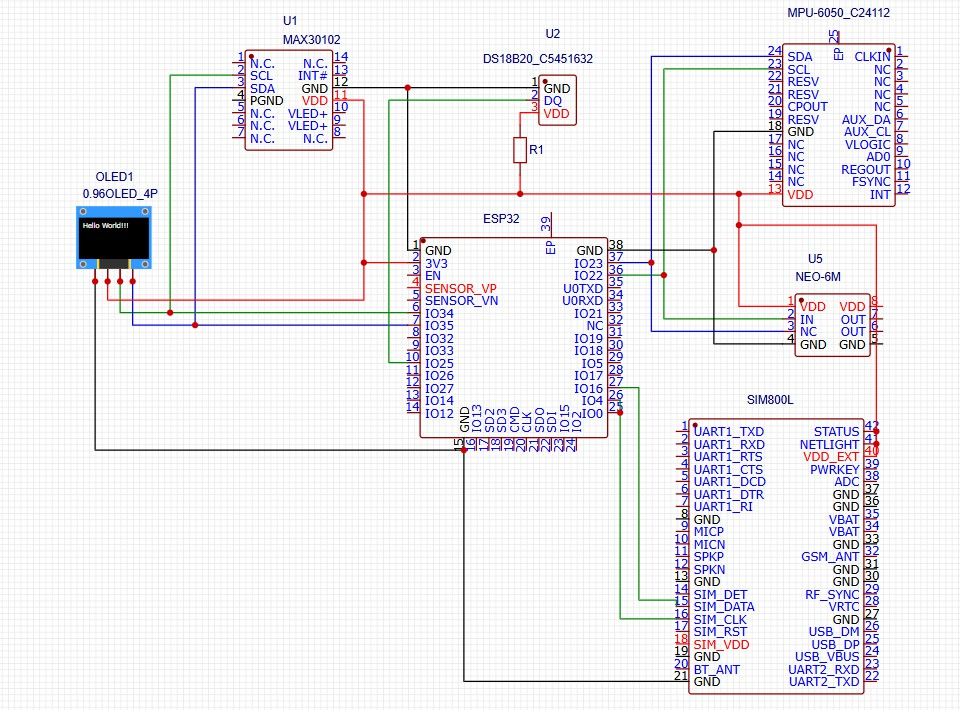 U1
MAX30102
1 N.C. N.C. 14
2 SCL INT# 13
3 SDA GND 12
4 PGND VDD 11
5 N.C. VLED+ 10
6 N.C. VLED+ 9
7 N.C. N.C. 8
U2
DS18B20_C5451632
1 GND
2 DQ
3 VDD
R1
MPU-6050_C24112
25
EP
24 SDA CLKIN 1
23 SCL NC 2
22 RESV NC 3
21 RESV NC 4
20 CPOUT NC 5
19 RESV AUX_DA 6
18 GND AUX_CL 7
17 NC VLOGIC 8
16 NC AD0 9
15 NC REGOUT 10
14 NC FSYNC 11
13 VDD INT 12
OLED1
0.96OLED_4P
Hello World!!!
ESP32
39
EP
1 GND GND 38
2 3V3 IO23 37
3 EN IO22 36
4 SENSOR_VP U0TXD 35
5 SENSOR_VN U0RXD 34
6 IO34 IO21 33
7 IO35 NC 32
8 IO32 IO19 31
9 IO33 IO18 30
10 IO25 IO5 29
11 IO26 IO17 28
12 IO27 IO16 27
13 IO14 IO4 26
14 IO12 IO0 25
GND IO13 SD2 SD3 CMD CLK SDO SDI IO15 IO2
15 16 17 18 19 20 21 22 23 24
U5
NEO-6M
1 VDD VDD 8
2 IN OUT 7
3 NC OUT 6
4 GND GND 5
SIM800L
1 UART1_TXD STATUS 42
2 UART1_RXD NETLIGHT 41
3 UART1_RTS VDD_EXT 40
4 UART1_CTS PWRKEY 39
5 UART1_DCD ADC 38
6 UART1_DTR GND 37
7 UART1_RI GND 36
8 GND VBAT 35
9 MICP VBAT 34
10 MICN GND 33
11 SPKP GSM_ANT 32
12 SPKN GND 31
13 GND GND 30
14 SIM_DET RF_SYNC 29
15 SIM_DATA VRTC 28
16 SIM_CLK GND 27
17 SIM_RST USB_DM 26
18 SIM_VDD USB_DP 25
19 GND USB_VBUS 24
20 BT_ANT UART2_RXD 23
21 GND UART2_TXD 22